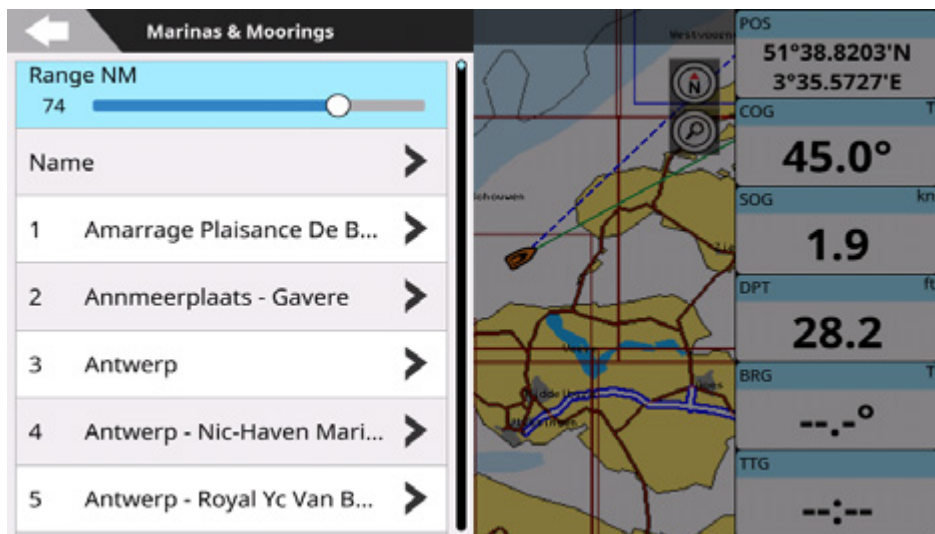 Marinas & Moorings
Range NM
74
Name
1 Amarrage Plaisance De B...
2 Annmeerplaats - Gavere
3 Antwerp
4 Antwerp - Nic-Haven Mari...
5 Antwerp - Royal Yc Van B...
N
POS
51°38.8203'N
3°35.5727'E
COG T
45.0°
SOG kn
1.9
DPT ft
28.2
BRG T
--.-°
TTG
--:--